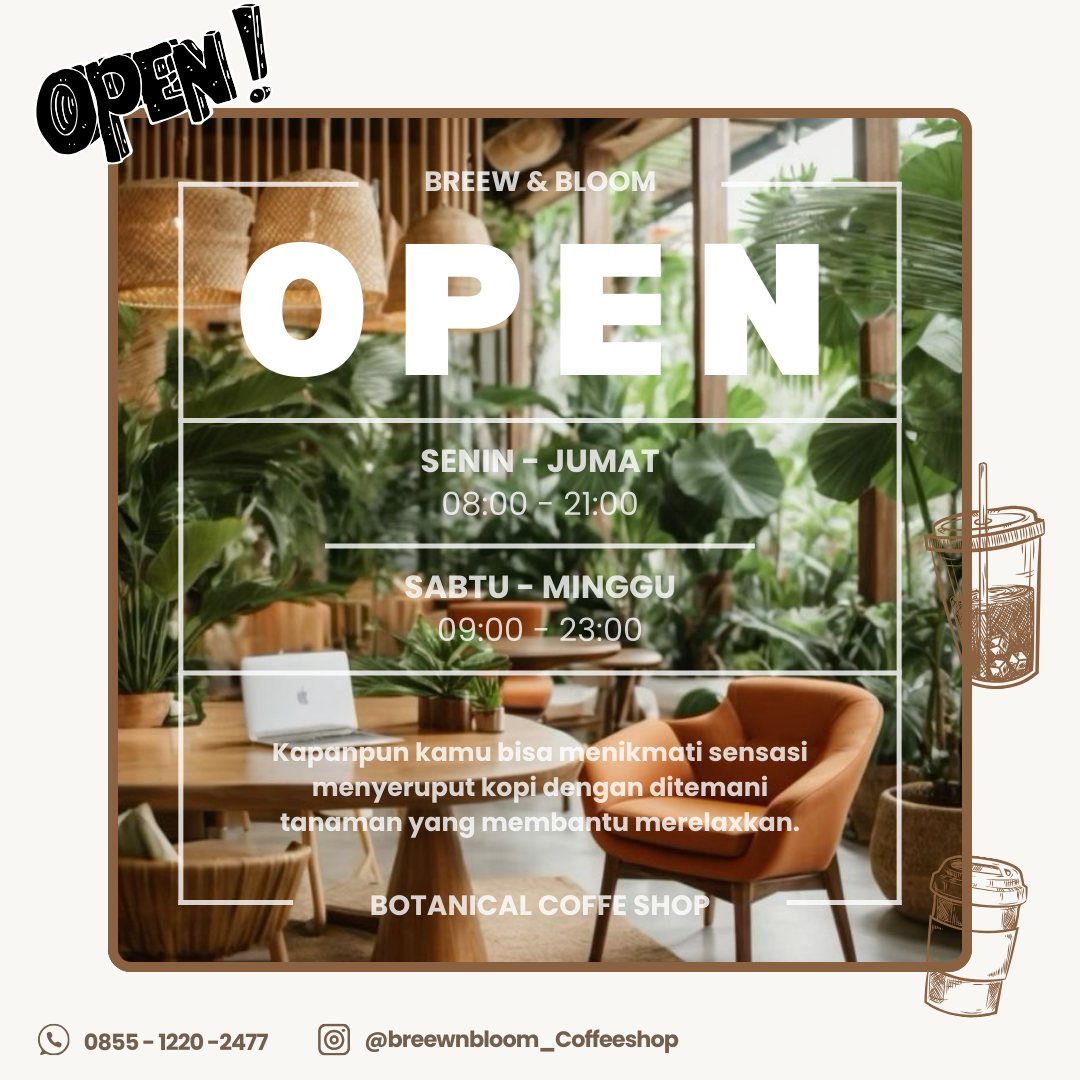 OPEN!
BREEW & BLOOM
OPEN
SENIN - JUMAT
08:00 - 21:00
SABTU - MINGGU
09:00 - 23:00
Kapanpun kamu bisa menikmati sensasi
menyeruput kopi dengan ditemani
tanaman yang membantu merelaxkan.
BOTANICAL COFFE SHOP
0855 - 1220 -2477
@breewnbloom_Coffeeshop